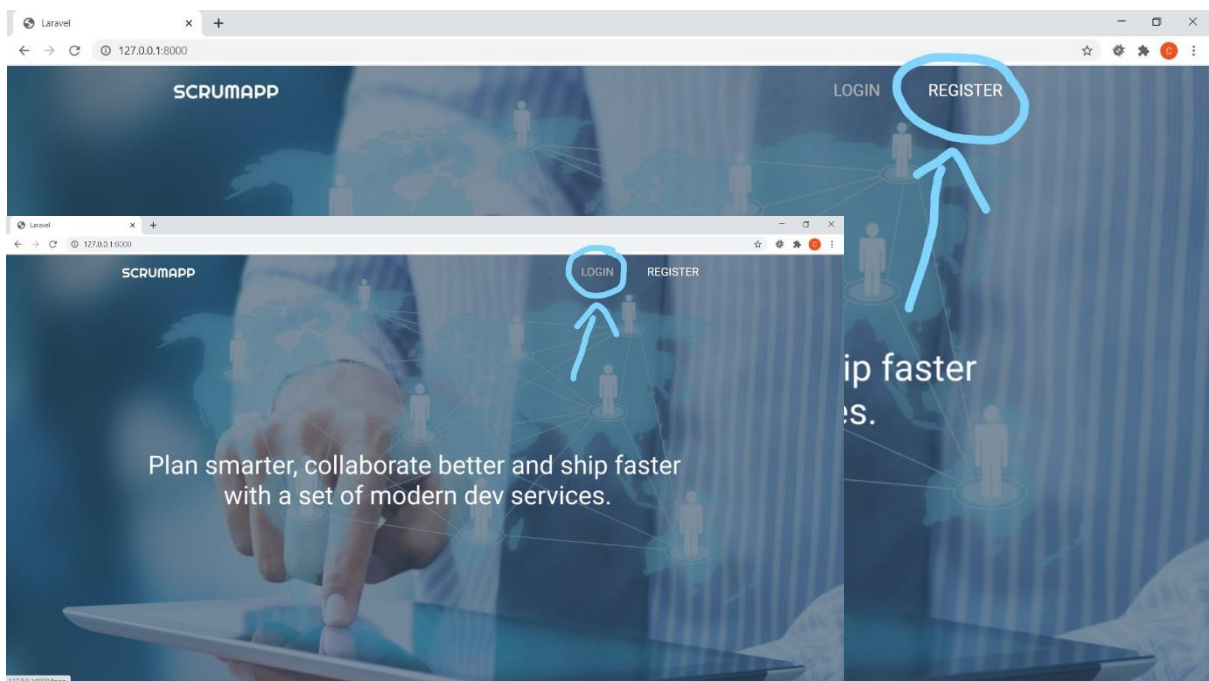 Laravel
127.0.0.1:8000
SCRUMAPP LOGIN REGISTER
ip faster
Laravel
127.0.0.1:8000
SCRUMAPP LOGIN REGISTER
Plan smarter, collaborate better and ship faster
with a set of modern dev services.